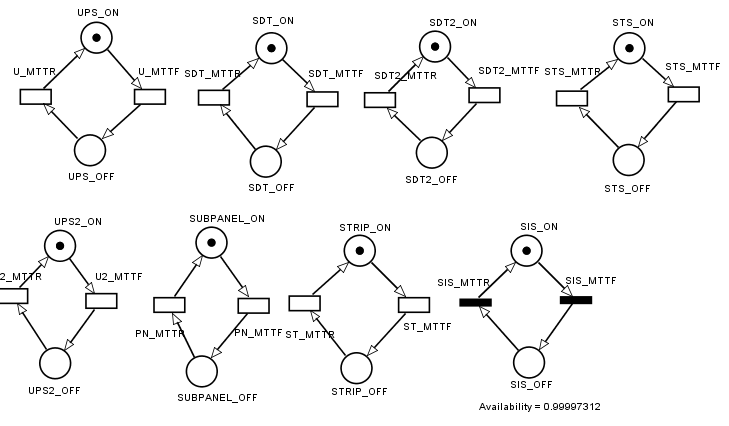 UPS_ON
SDT_ON
SDT2_ON
STS_ON
U_MTTR
U_MTTF
SDT_MTTR
SDT_MTTF
SDT2_MTTR
SDT2_MTTF
STS_MTTR
STS_MTTF
UPS_OFF
SDT_OFF
SDT2_OFF
STS_OFF
UPS2_ON
SUBPANEL_ON
STRIP_ON
SIS_ON
2_MTTR
U2_MTTF
PN_MTTR
PN_MTTF
ST_MTTR
ST_MTTF
SIS_MTTR
SIS_MTTF
UPS2_OFF
SUBPANEL_OFF
STRIP_OFF
SIS_OFF
Availability = 0.99997312